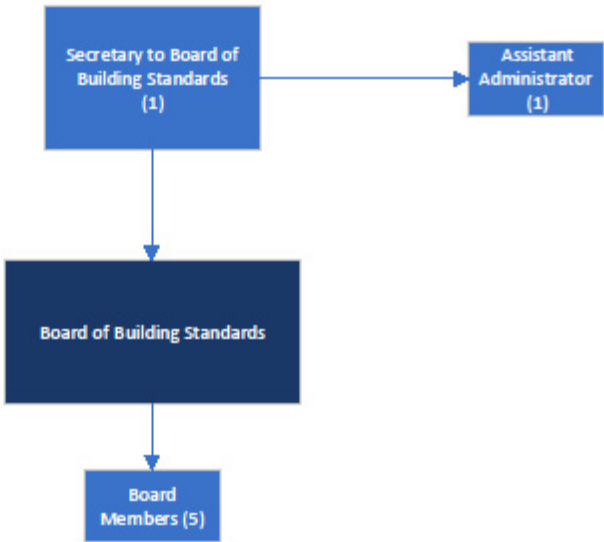 Secretary to Board of
Building Standards
(1)
Assistant
Administrator
(1)
Board of Building Standards
Board
Members (5)